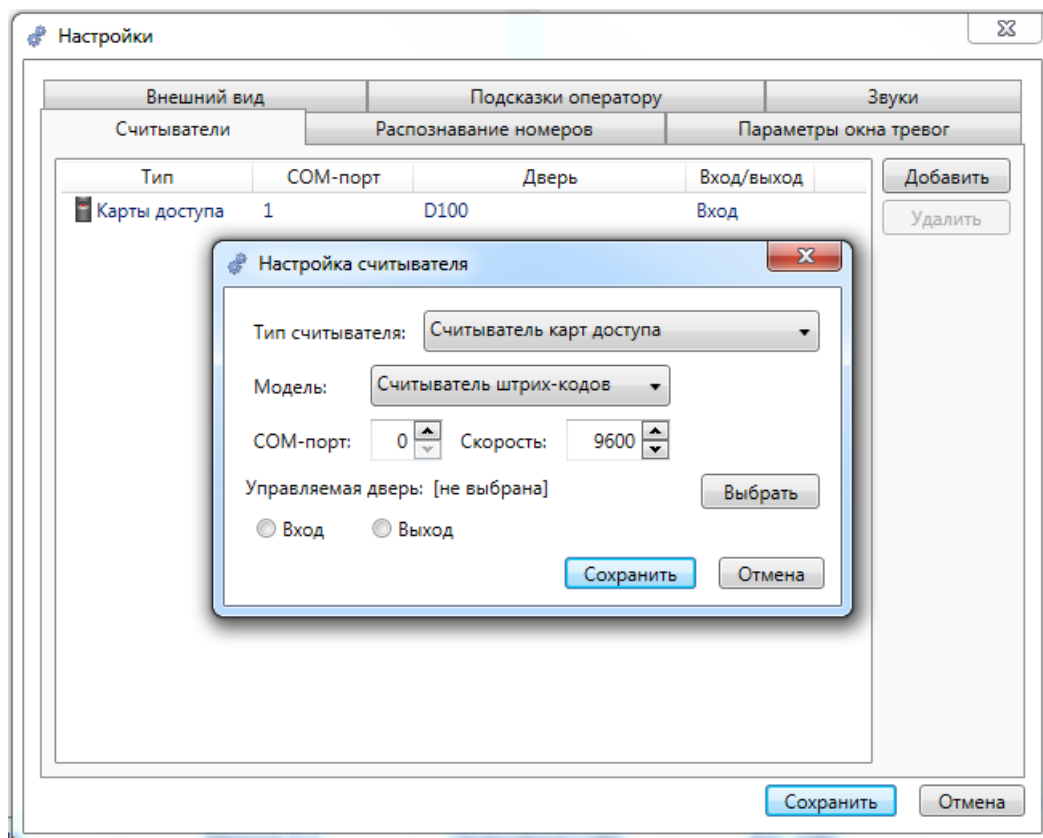 Настройки
Внешний вид Подсказки оператору Звуки
Считыватели Распознавание номеров Параметры окна тревог
Тип COM-порт Дверь Вход/выход Добавить
Карты доступа 1 D100 Вход Удалить
Настройка считывателя
Тип считывателя: Считыватель карт доступа
Модель: Считыватель штрих-кодов
COM-порт: 0 Скорость: 9600
Управляемая дверь: [не выбрана] Выбрать
Вход Выход
Сохранить Отмена
Сохранить Отмена